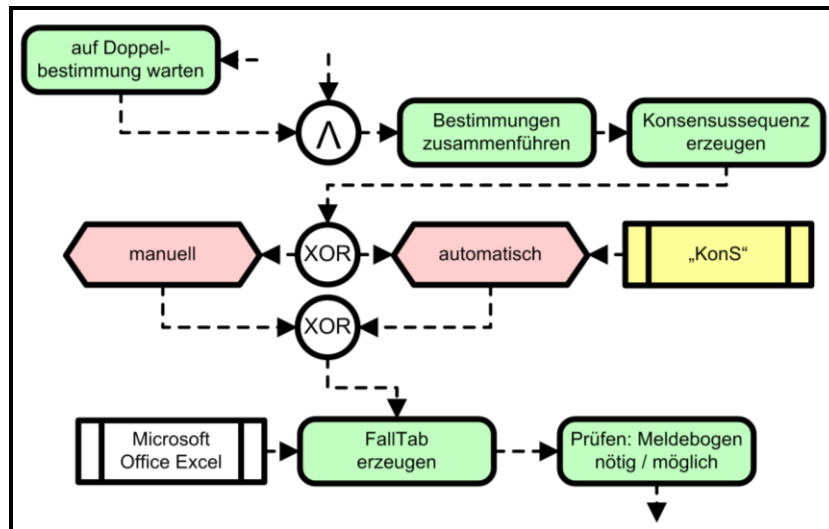 auf Doppel-
bestimmung warten
Λ
Bestimmungen
zusammenführen
Konsensussequenz
erzeugen
manuell
XOR
automatisch
„KonS“
XOR
Microsoft
Office Excel
FallTab
erzeugen
Prüfen: Meldebogen
nötig / möglich